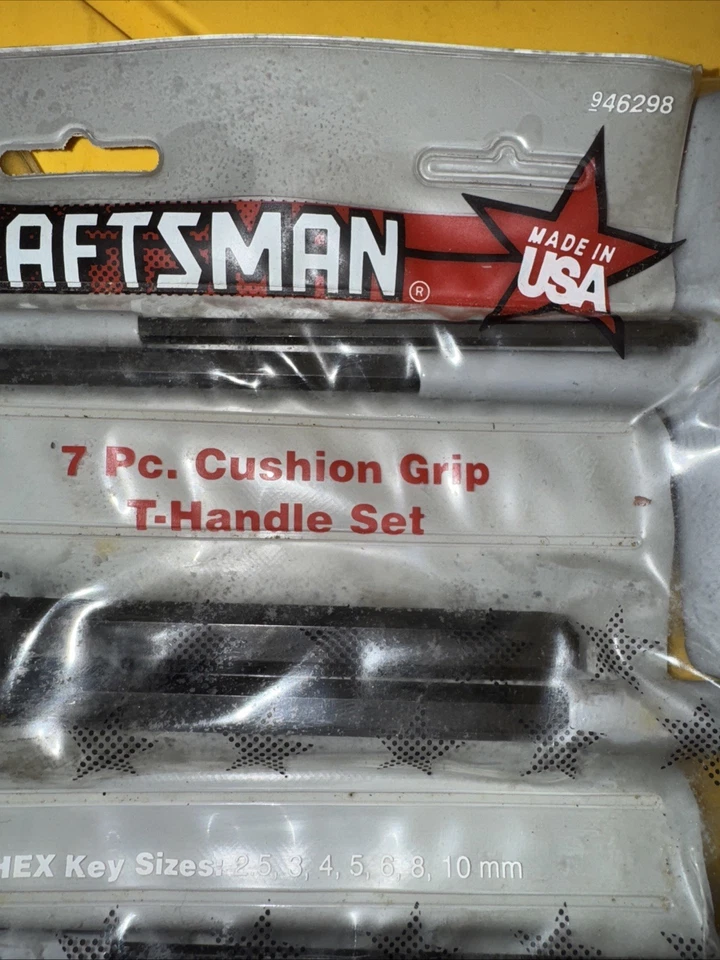 946298
AFTSMAN®
MADE IN
USA
7 Pc. Cushion Grip
T-Handle Set
HEX Key Sizes: 2.5, 3, 4, 5, 6, 8, 10 mm